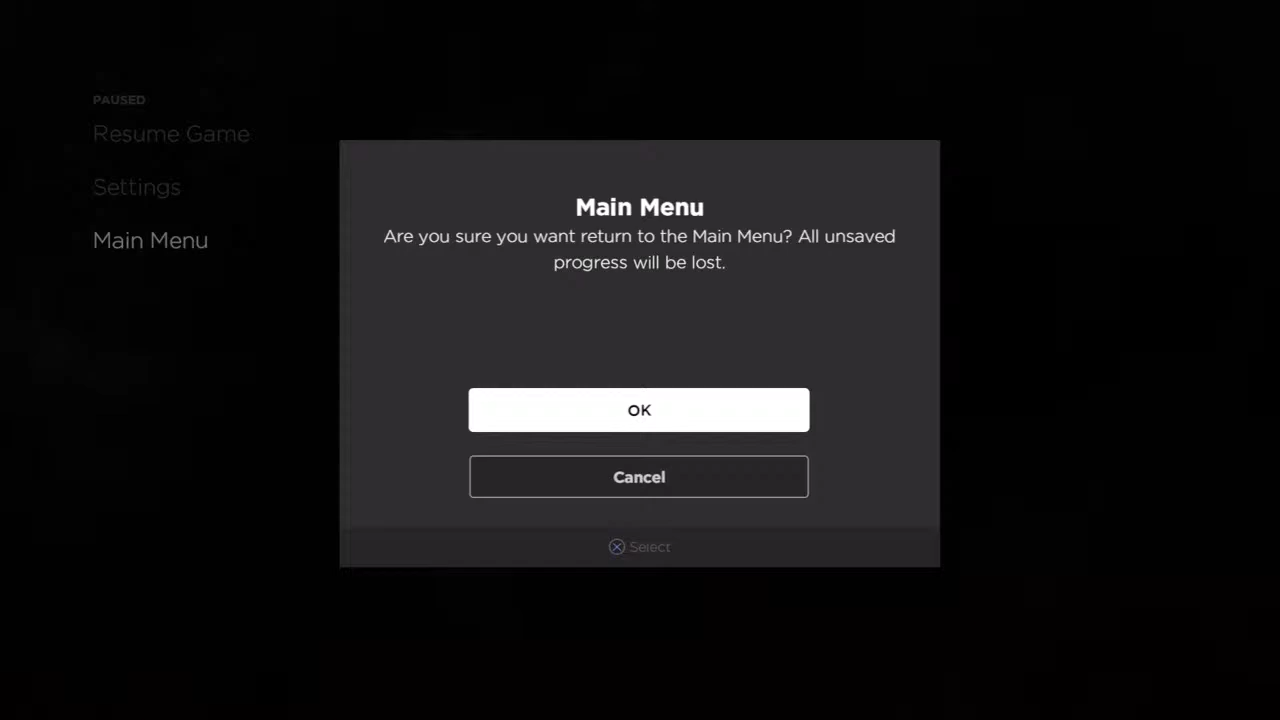 PAUSED
Resume Game
Settings
Main Menu
Main Menu
Are you sure you want return to the Main Menu? All unsaved
progress will be lost.
OK
Cancel
Select